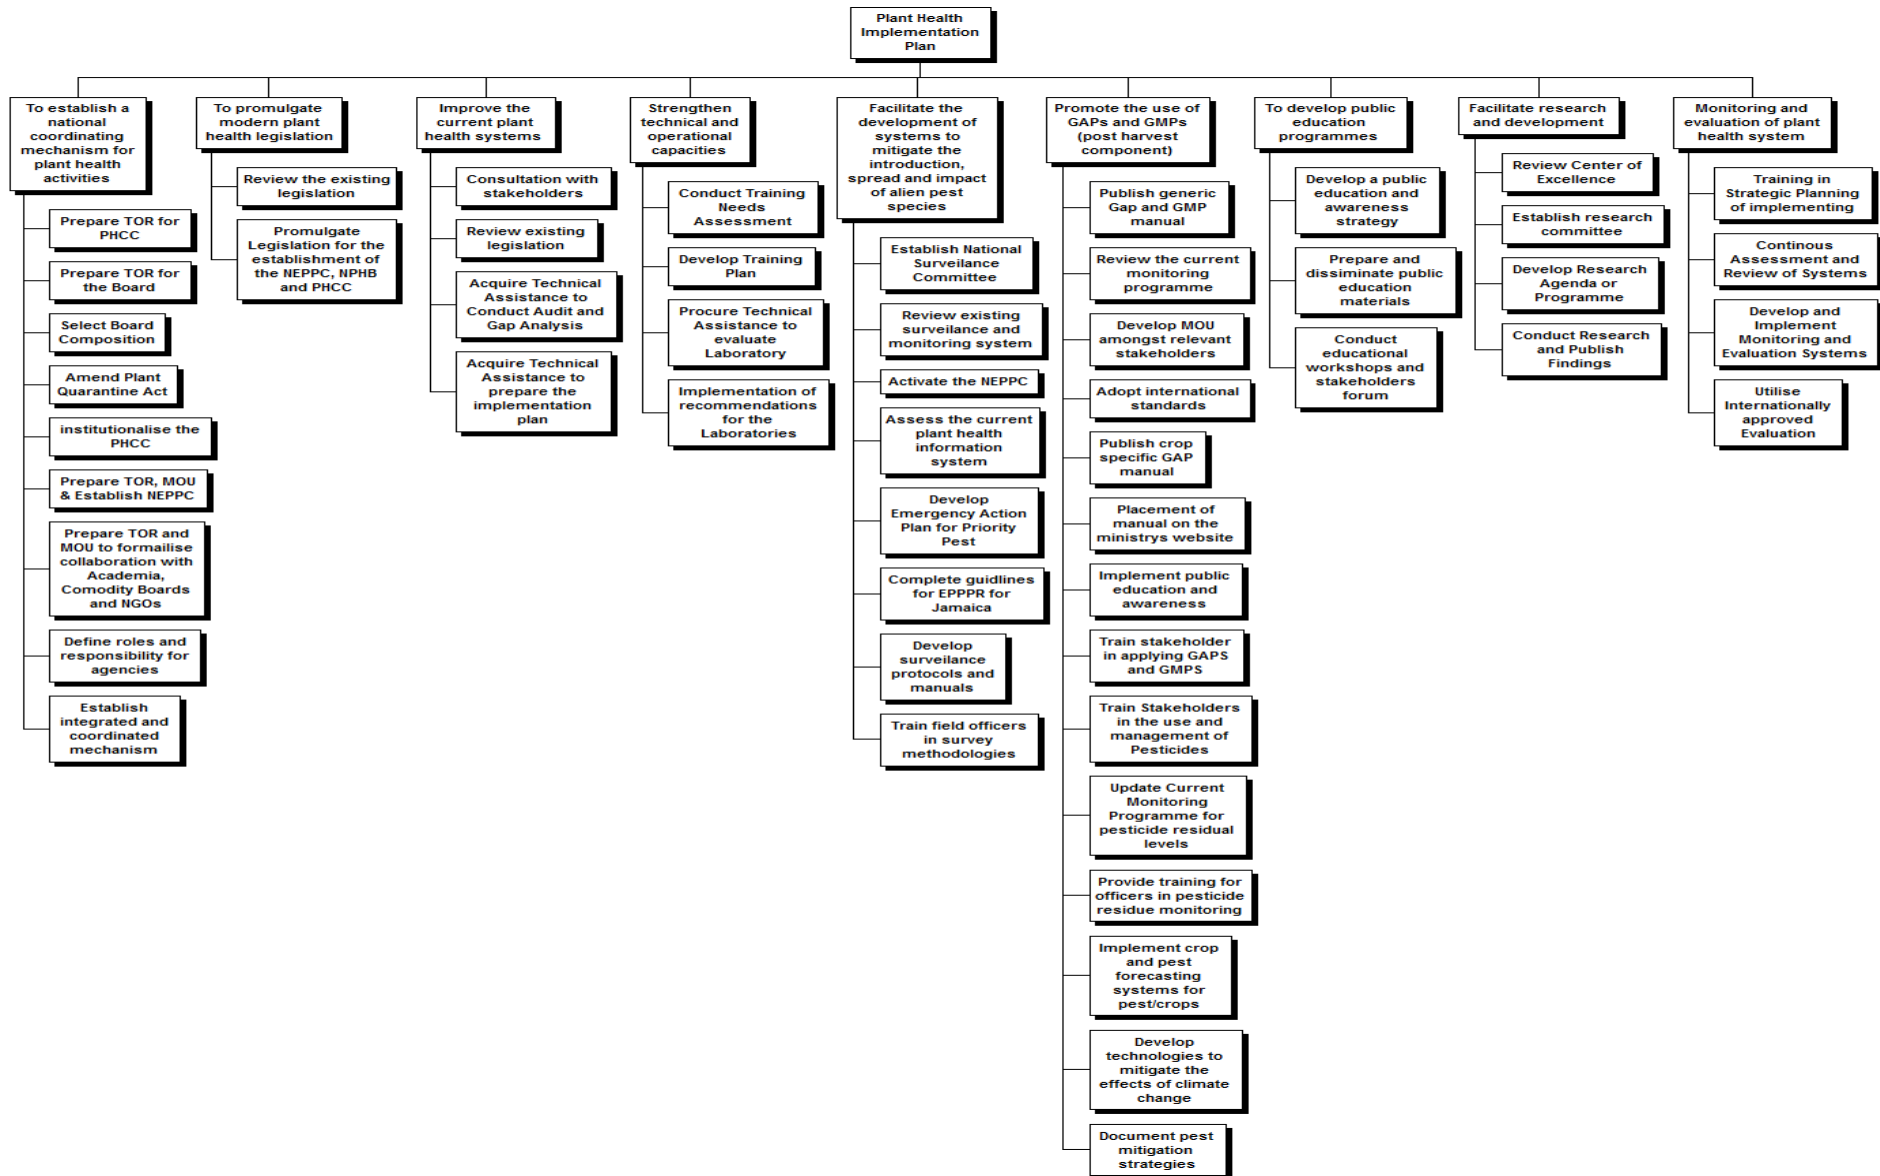 Plant Health
Implementation
Plan
To establish a
national
coordinating
mechanism for
plant health
activities
Prepare TOR for
PHCC
Prepare TOR for
the Board
Select Board
Composition
Amend Plant
Quarantine Act
institutionalise the
PHCC
Prepare TOR, MOU
& Establish NEPPC
Prepare TOR and
MOU to formailise
collaboration with
Academia,
Comodity Boards
and NGOs
Define roles and
responsibility for
agencies
Establish
integrated and
coordinated
mechanism
To promulgate
modern plant
health legislation
Review the existing
legislation
Promulgate
Legislation for the
establishment of
the NEPPC, NPHB
and PHCC
Improve the
current plant
health systems
Consultation with
stakeholders
Review existing
legislation
Acquire Technical
Assistance to
Conduct Audit and
Gap Analysis
Acquire Technical
Assistance to
prepare the
implementation
plan
Strengthen
technical and
operational
capacities
Conduct Training
Needs
Assessment
Develop Training
Plan
Procure Technical
Assistance to
evaluate
Laboratory
Implementation of
recommendations
for the
Laboratories
Facilitate the
development of
systems to
mitigate the
introduction,
spread and impact
of alien pest
species
Establish National
Surveilance
Committee
Review existing
surveilance and
monitoring system
Activate the NEPPC
Assess the current
plant health
information
system
Develop
Emergency Action
Plan for Priority
Pest
Complete guidlines
for EPPPR for
Jamaica
Develop
surveilance
protocols and
manuals
Train field officers
in survey
methodologies
Promote the use of
GAPs and GMPs
(post harvest
component)
Publish generic
Gap and GMP
manual
Review the current
monitoring
programme
Develop MOU
amongst relevant
stakeholders
Adopt international
standards
Publish crop
specific GAP
manual
Placement of
manual on the
ministrys website
Implement public
education and
awareness
Train stakeholder
in applying GAPS
and GMPS
Train Stakeholders
in the use and
management of
Pesticides
Update Current
Monitoring
Programme for
pesticide residual
levels
Provide training for
officers in pesticide
residue monitoring
Implement crop
and pest
forecasting
systems for
pest/crops
Develop
technologies to
mitigate the
effects of climate
change
Document pest
mitigation
strategies
To develop public
education
programmes
Develop a public
education and
awareness
strategy
Prepare and
dissiminate public
education
materials
Conduct
educational
workshops and
stakeholders
forum
Facilitate research
and development
Review Center of
Excellence
Establish research
committee
Develop Research
Agenda or
Programme
Conduct Research
and Publish
Findings
Monitoring and
evaluation of plant
health system
Training in
Strategic Planning
of implementing
Continous
Assessment and
Review of Systems
Develop and
Implement
Monitoring and
Evaluation Systems
Utilise
Internationally
approved
Evaluation